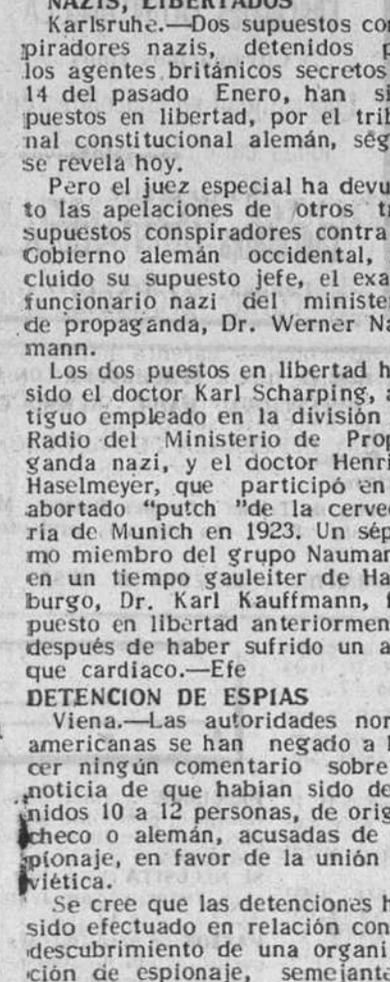 NAZIS, LIBERTADOS
Karlsruhe.—Dos supuestos con
piradores nazis, detenidos p
los agentes británicos secretos
14 del pasado Enero, han si
puestos en libertad, por el trib
nal constitucional alemán, ség
se revela hoy.
Pero el juez especial ha devu
to las apelaciones de otros t
supuestos conspiradores contra
Gobierno alemán occidental,
cluido su supuesto jefe, el exa
funcionario nazi del minister
de propaganda, Dr. Werner Na
mann.
Los dos puestos en libertad h
sido el doctor Karl Scharping, a
tiguo empleado en la división
Radio del Ministerio de Prop
ganda nazi, y el doctor Henri
Haselmeyer, que participó en
abortado "putch "de la cervec
ría de Munich en 1923. Un sép
mo miembro del grupo Nauman
en un tiempo gauleiter de Ha
burgo, Dr. Karl Kauffmann, f
puesto en libertad anteriormen
después de haber sufrido un a
que cardiaco.—Efe
DETENCION DE ESPIAS
Viena.—Las autoridades nor
americanas se han negado a h
cer ningún comentario sobre
noticia de que habían sido de
nidos 10 a 12 personas, de orig
checo o alemán, acusadas de
pionaje, en favor de la unión
viética.
Se cree que las detenciones h
sido efectuado en relación con
descubrimiento de una organi
ción de espionaje, semejante